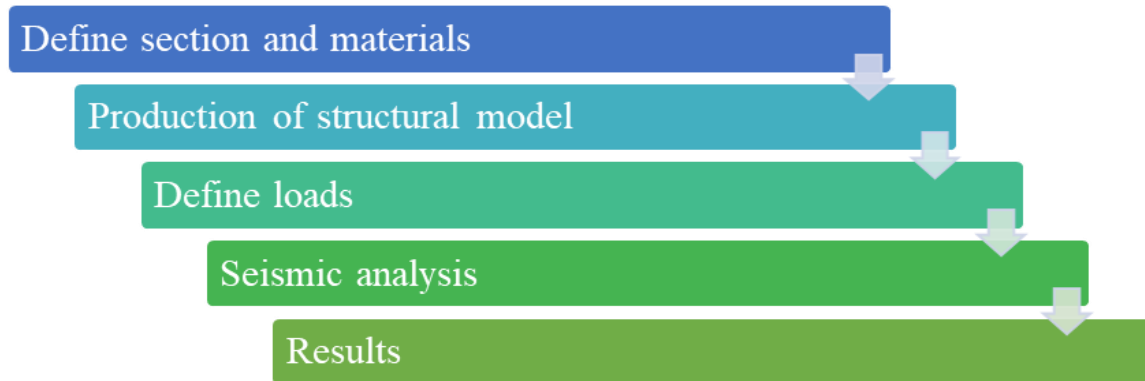 Define section and materials
Production of structural model
Define loads
Seismic analysis
Results